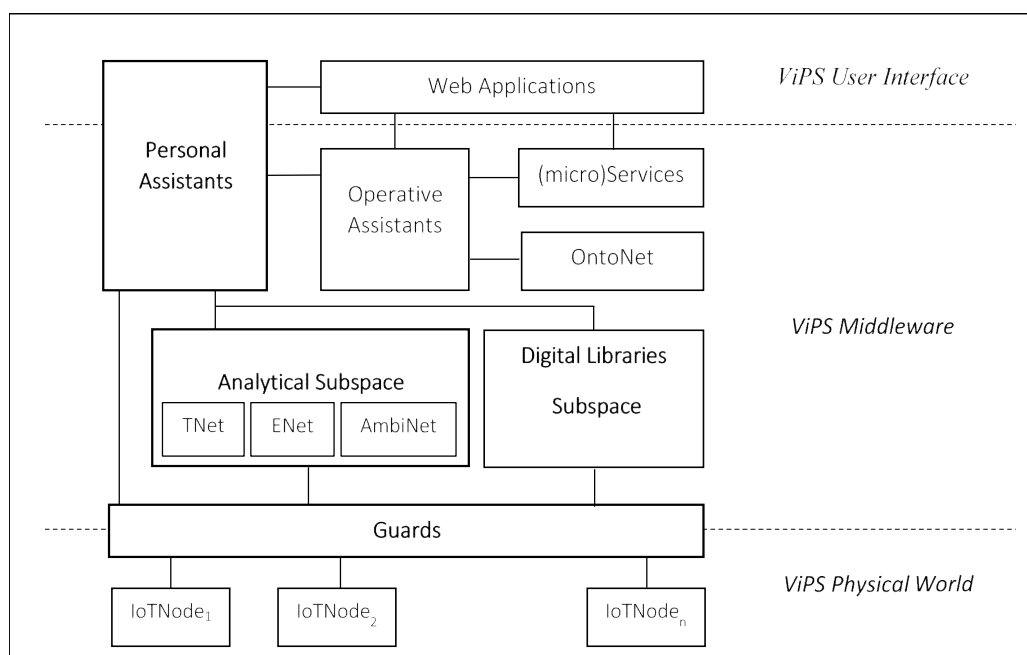 Web Applications
ViPS User Interface
Personal
Assistants
Operative
Assistants
(micro)Services
OntoNet
ViPS Middleware
Analytical Subspace
TNet
ENet
AmbiNet
Digital Libraries
Subspace
Guards
ViPS Physical World
IoTNode1
IoTNode2
IoTNoden